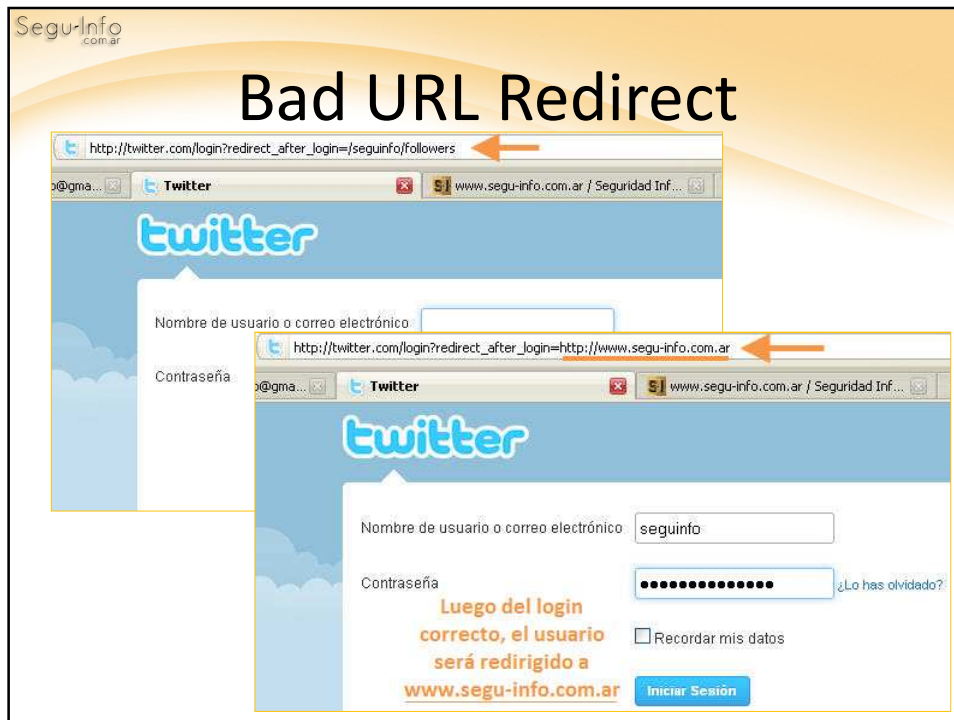 Segu-Info
.com.ar
Bad URL Redirect
http://twitter.com/login?redirect_after_login=/seguinfo/followers
o@gma...
Twitter
www.segu-info.com.ar / Seguridad Inf...
twitter
Nombre de usuario o correo electrónico
Contraseña
http://twitter.com/login?redirect_after_login=http://www.segu-info.com.ar
o@gma...
Twitter
www.segu-info.com.ar / Seguridad Inf...
twitter
Nombre de usuario o correo electrónico
seguinfo
Contraseña
••••••••••••••
¿Lo has olvidado?
Luego del login
correcto, el usuario
será redirigido a
www.segu-info.com.ar
Recordar mis datos
Iniciar Sesión